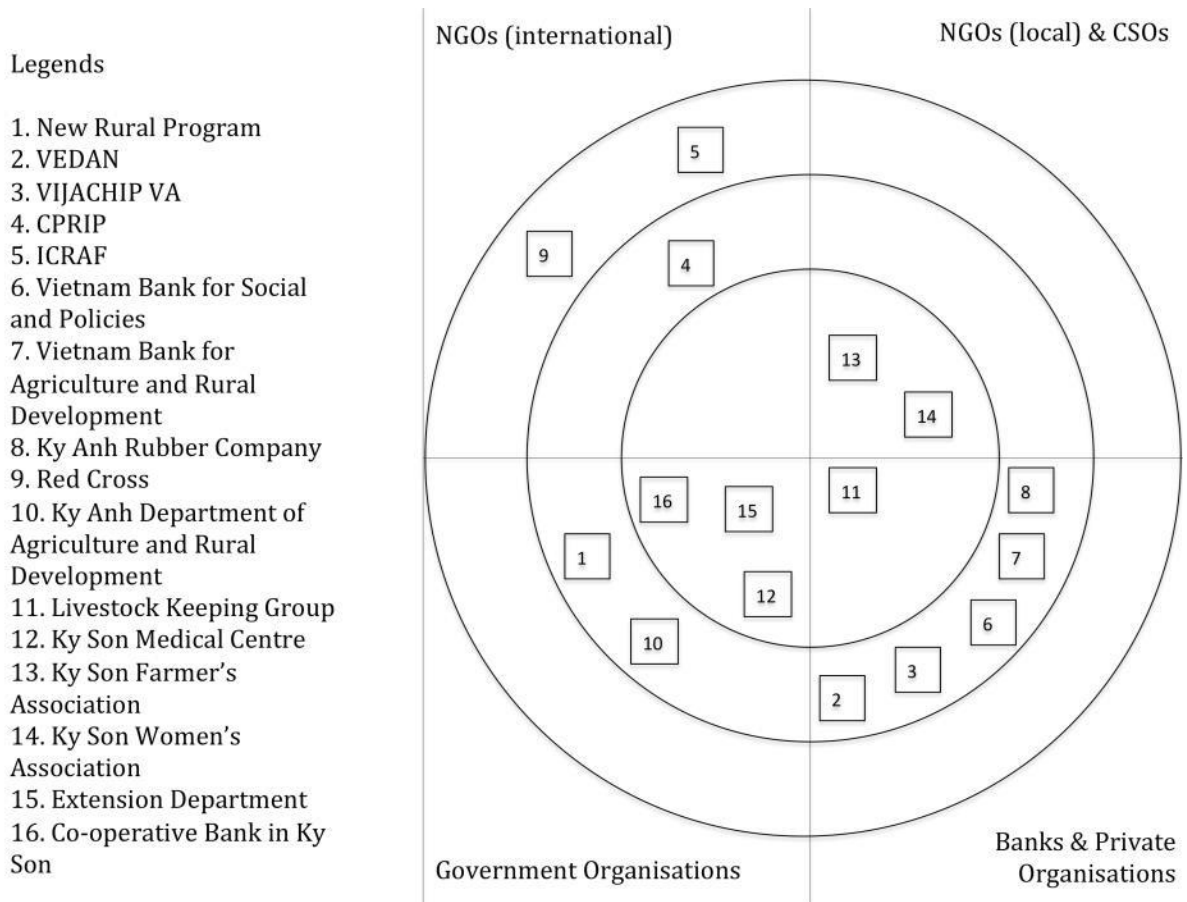 Legends
1. New Rural Program
2. VEDAN
3. VIJACHIP VA
4. CPRIP
5. ICRAF
6. Vietnam Bank for Social
and Policies
7. Vietnam Bank for
Agriculture and Rural
Development
8. Ky Anh Rubber Company
9. Red Cross
10. Ky Anh Department of
Agriculture and Rural
Development
11. Livestock Keeping Group
12. Ky Son Medical Centre
13. Ky Son Farmer’s
Association
14. Ky Son Women’s
Association
15. Extension Department
16. Co-operative Bank in Ky
Son
NGOs (international)
NGOs (local) & CSOs
5
9
4
13
14
16
15
11
8
1
7
12
6
10
3
2
Government Organisations
Banks & Private
Organisations